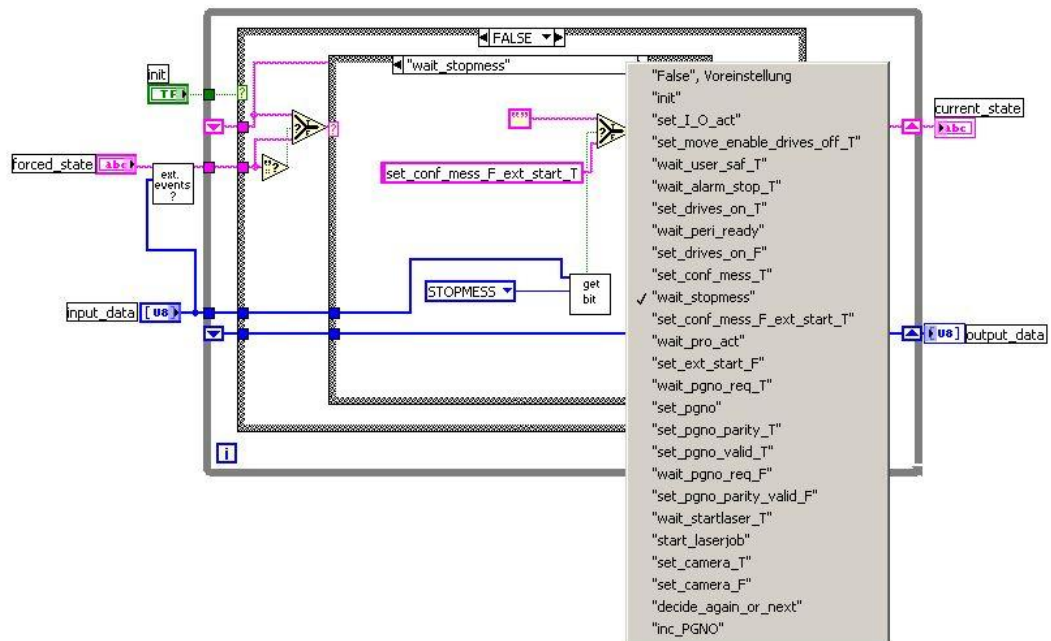 FALSE
"wait_stopmess"
init
TF
?
?
?
?
" "
?
T
F
forced_state
abc
ext.
events
?
set_conf_mess_F_ext_start_T
current_state
abc
STOPMESS
get
bit
input_data
[U8]
[U8]
output_data
i
"False", Voreinstellung
"init"
"set_I_O_act"
"set_move_enable_drives_off_T"
"wait_user_saf_T"
"wait_alarm_stop_T"
"set_drives_on_T"
"wait_peri_ready"
"set_drives_on_F"
"set_conf_mess_T"
✓ "wait_stopmess"
"set_conf_mess_F_ext_start_T"
"wait_pro_act"
"set_ext_start_F"
"wait_pgno_req_T"
"set_pgno"
"set_pgno_parity_T"
"set_pgno_valid_T"
"wait_pgno_req_F"
"set_pgno_parity_valid_F"
"wait_startlaser_T"
"start_laserjob"
"set_camera_T"
"set_camera_F"
"decide_again_or_next"
"inc_PGNO"